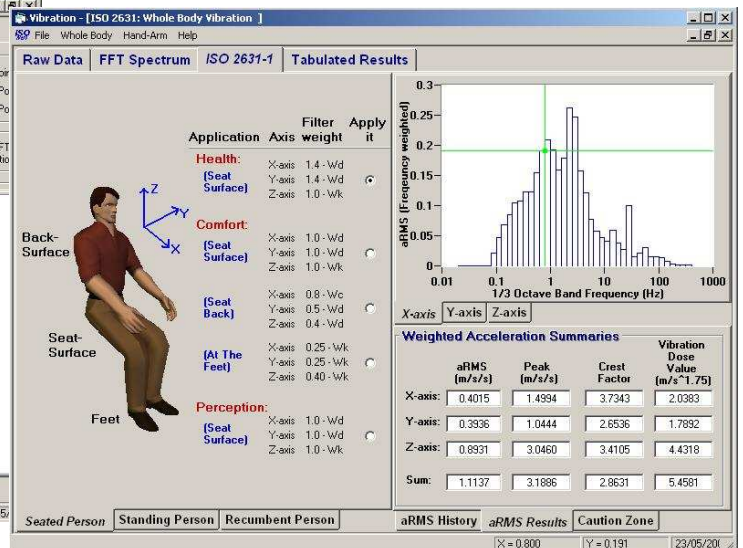 Vibration - [ISO 2631: Whole Body Vibration ]
File Whole Body Hand-Arm Help
Raw Data FFT Spectrum ISO 2631-1 Tabulated Results
Application Axis Filter weight Apply it
Health:
(Seat Surface)
X-axis 1.4 - Wd
Y-axis 1.4 - Wd
Z-axis 1.0 - Wk
Comfort:
(Seat Surface)
X-axis 1.0 - Wd
Y-axis 1.0 - Wd
Z-axis 1.0 - Wk
(Seat Back)
X-axis 0.8 - Wc
Y-axis 0.5 - Wd
Z-axis 0.4 - Wd
(At The Feet)
X-axis 0.25 - Wk
Y-axis 0.25 - Wk
Z-axis 0.40 - Wk
Perception:
(Seat Surface)
X-axis 1.0 - Wd
Y-axis 1.0 - Wd
Z-axis 1.0 - Wk
Z
Y
X
Back-
Surface
Seat-
Surface
Feet
Seated Person Standing Person Recumbent Person
aRMS (Freqeuncy weighted)
0.3
0.25
0.2
0.15
0.1
0.05
0
0.01 0.1 1 10 100 1000
1/3 Octave Band Frequency (Hz)
X-axis Y-axis Z-axis
Weighted Acceleration Summaries
aRMS (m/s/s) Peak (m/s/s) Crest Factor Vibration Dose Value (m/s^1.75)
X-axis: 0.4015 1.4994 3.7343 2.0383
Y-axis: 0.3936 1.0444 2.6536 1.7892
Z-axis: 0.8931 3.0460 3.4105 4.4318
Sum: 1.1137 3.1886 2.8631 5.4581
aRMS History aRMS Results Caution Zone
X = 0.800 Y = 0.191 23/05/20